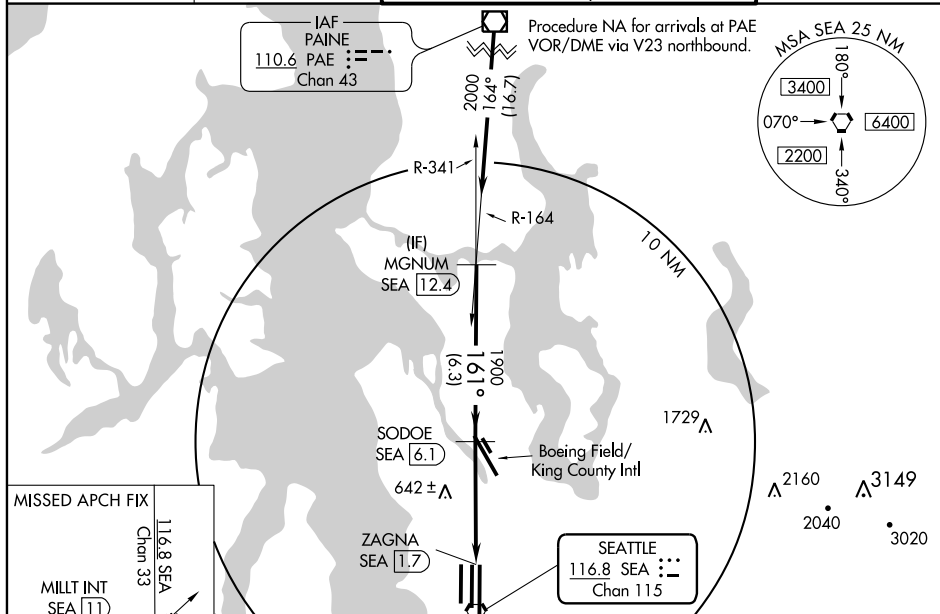 IAF
PAINE
110.6 PAE
Chan 43
Procedure NA for arrivals at PAE
VOR/DME via V23 northbound.
MSA SEA 25 NM
180°
3400
070°
6400
2200
340°
2000
164°
(16.7)
R-341
R-164
10 NM
(IF)
MGNUM
SEA 12.4
1900
161°
(6.3)
1729
SODOE
SEA 6.1
Boeing Field/
King County Intl
642 ±
2160
3149
2040
3020
MISSED APCH FIX
116.8 SEA
Chan 33
MILLT INT
SEA 11
ZAGNA
SEA 1.7
SEATTLE
116.8 SEA
Chan 115